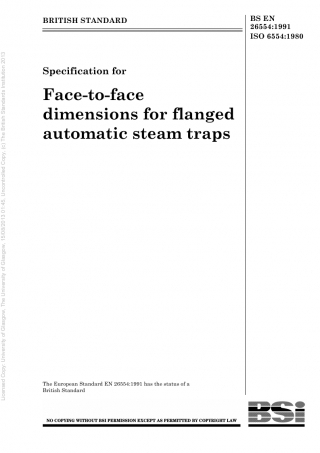 BRITISH STANDARD
BS EN
26554:1991
ISO 6554:1980
Specification for
Face-to-face
dimensions for flanged
automatic steam traps
The European Standard EN 26554:1991 has the status of a
British Standard
NO COPYING WITHOUT BSI PERMISSION EXCEPT AS PERMITTED BY COPYRIGHT LAW
BSi
Licensed Copy: University of Glasgow, The University of Glasgow, 13/03/2013 01:45, Uncontrolled Copy, (c) The British Standards Institution 2013